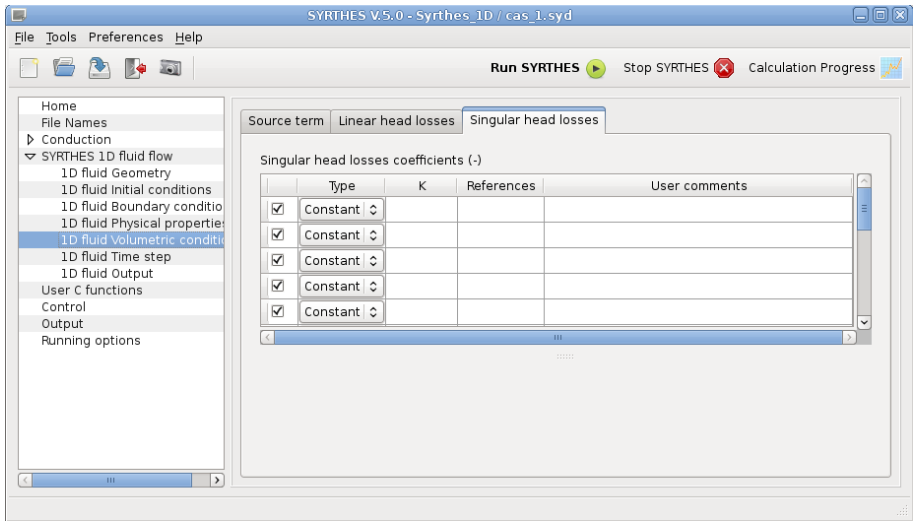 SYRTHES V.5.0 - Syrthes_1D / cas_1.syd
File Tools Preferences Help
Run SYRTHES Stop SYRTHES Calculation Progress
Home
File Names
Conduction
SYRTHES 1D fluid flow
1D fluid Geometry
1D fluid Initial conditions
1D fluid Boundary conditio
1D fluid Physical propertie
1D fluid Volumetric conditi
1D fluid Time step
1D fluid Output
User C functions
Control
Output
Running options
Source term Linear head losses Singular head losses
Singular head losses coefficients (-)
Type K References User comments
Constant
Constant
Constant
Constant
Constant